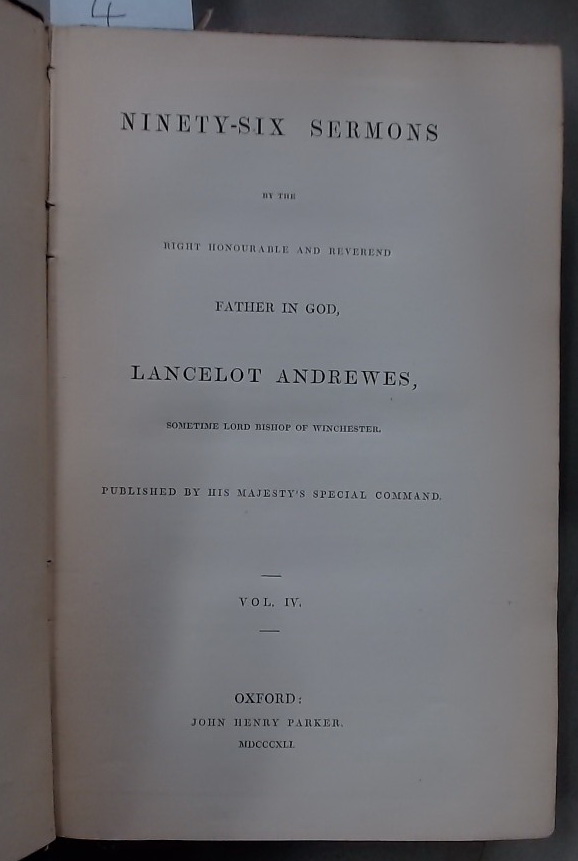 4
NINETY-SIX SERMONS
BY THE
RIGHT HONOURABLE AND REVEREND
FATHER IN GOD,
LANCELOT ANDREWES,
SOMETIME LORD BISHOP OF WINCHESTER.
PUBLISHED BY HIS MAJESTY'S SPECIAL COMMAND.
VOL. IV.
OXFORD:
JOHN HENRY PARKER.
MDCCCXLI.